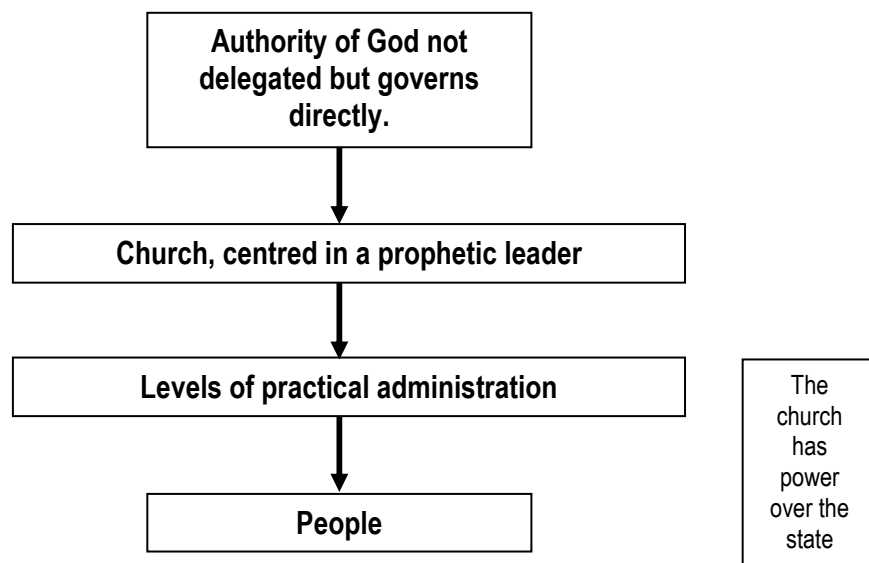 Authority of God not
delegated but governs
directly.
Church, centred in a prophetic leader
Levels of practical administration
People
The
church
has
power
over the
state